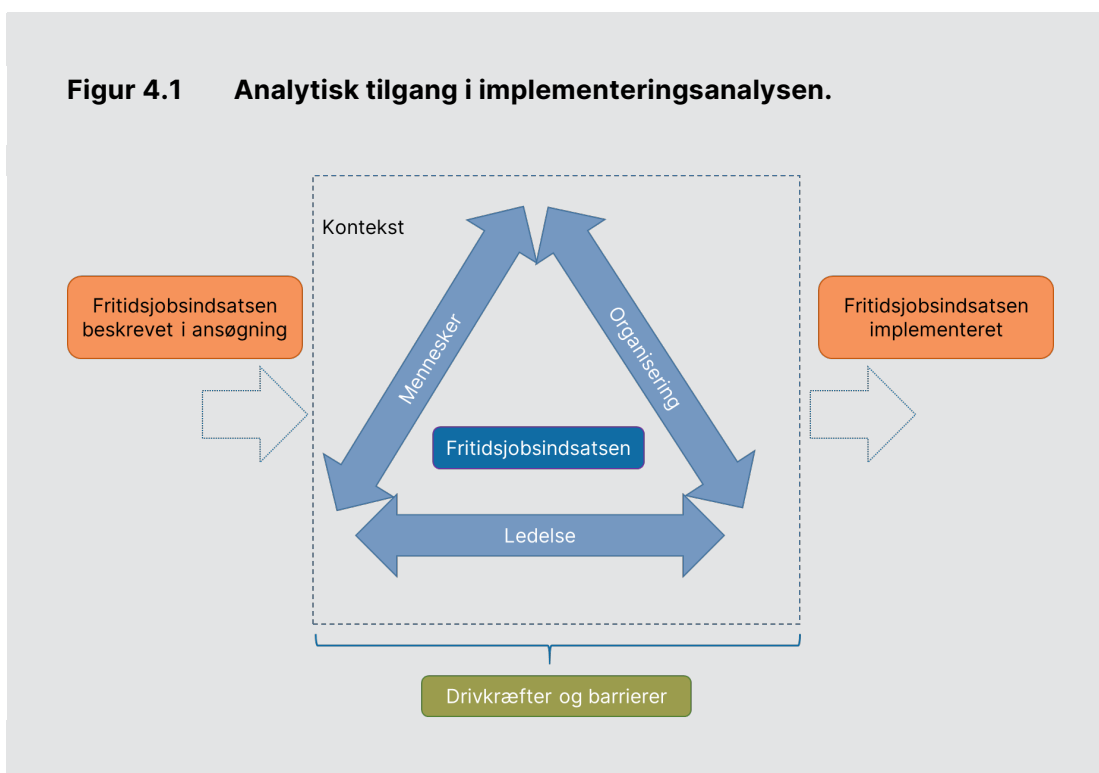 Figur 4.1 Analytisk tilgang i implementeringsanalysen.
Kontekst
Fritidsjobsindsatsen
beskrevet i ansøgning
Mennesker
Organisering
Fritidsjobsindsatsen
Ledelse
Fritidsjobsindsatsen
implementeret
Drivkræfter og barrierer